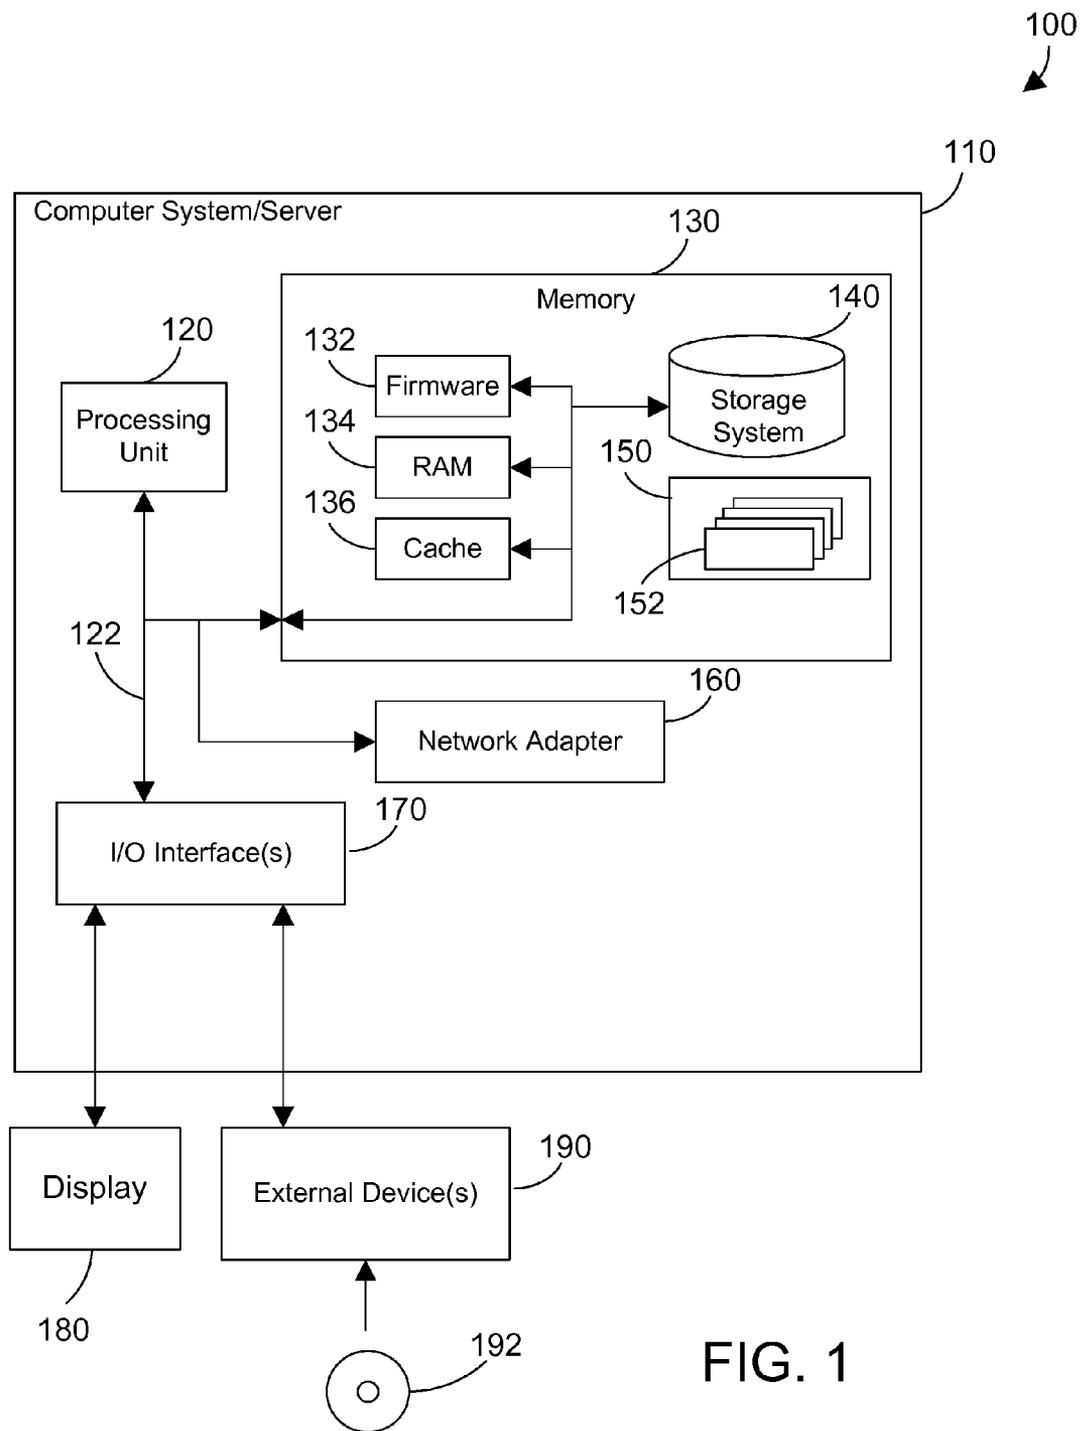 100
110
Computer System/Server
130
Memory
140
120
132
Firmware
Processing
Unit
Storage
System
134
RAM
150
136
Cache
152
122
160
Network Adapter
170
I/O Interface(s)
190
Display
External Device(s)
180
192
FIG. 1